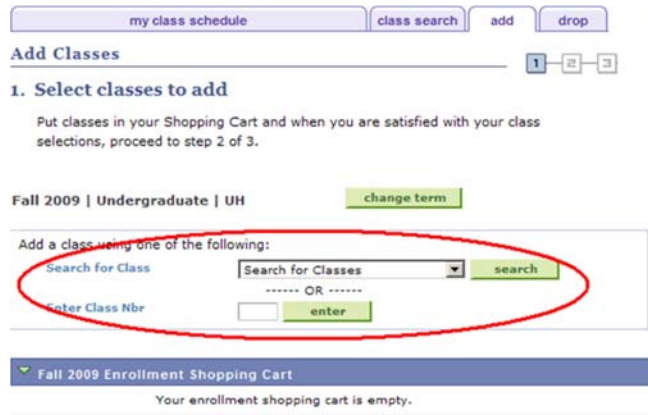 my class schedule class search add drop
Add Classes
1 2 3
1. Select classes to add
Put classes in your Shopping Cart and when you are satisfied with your class
selections, proceed to step 2 of 3.
Fall 2009 | Undergraduate | UH change term
Add a class using one of the following:
Search for Class Search for Classes search
------ OR ------
Enter Class Nbr enter
Fall 2009 Enrollment Shopping Cart
Your enrollment shopping cart is empty.